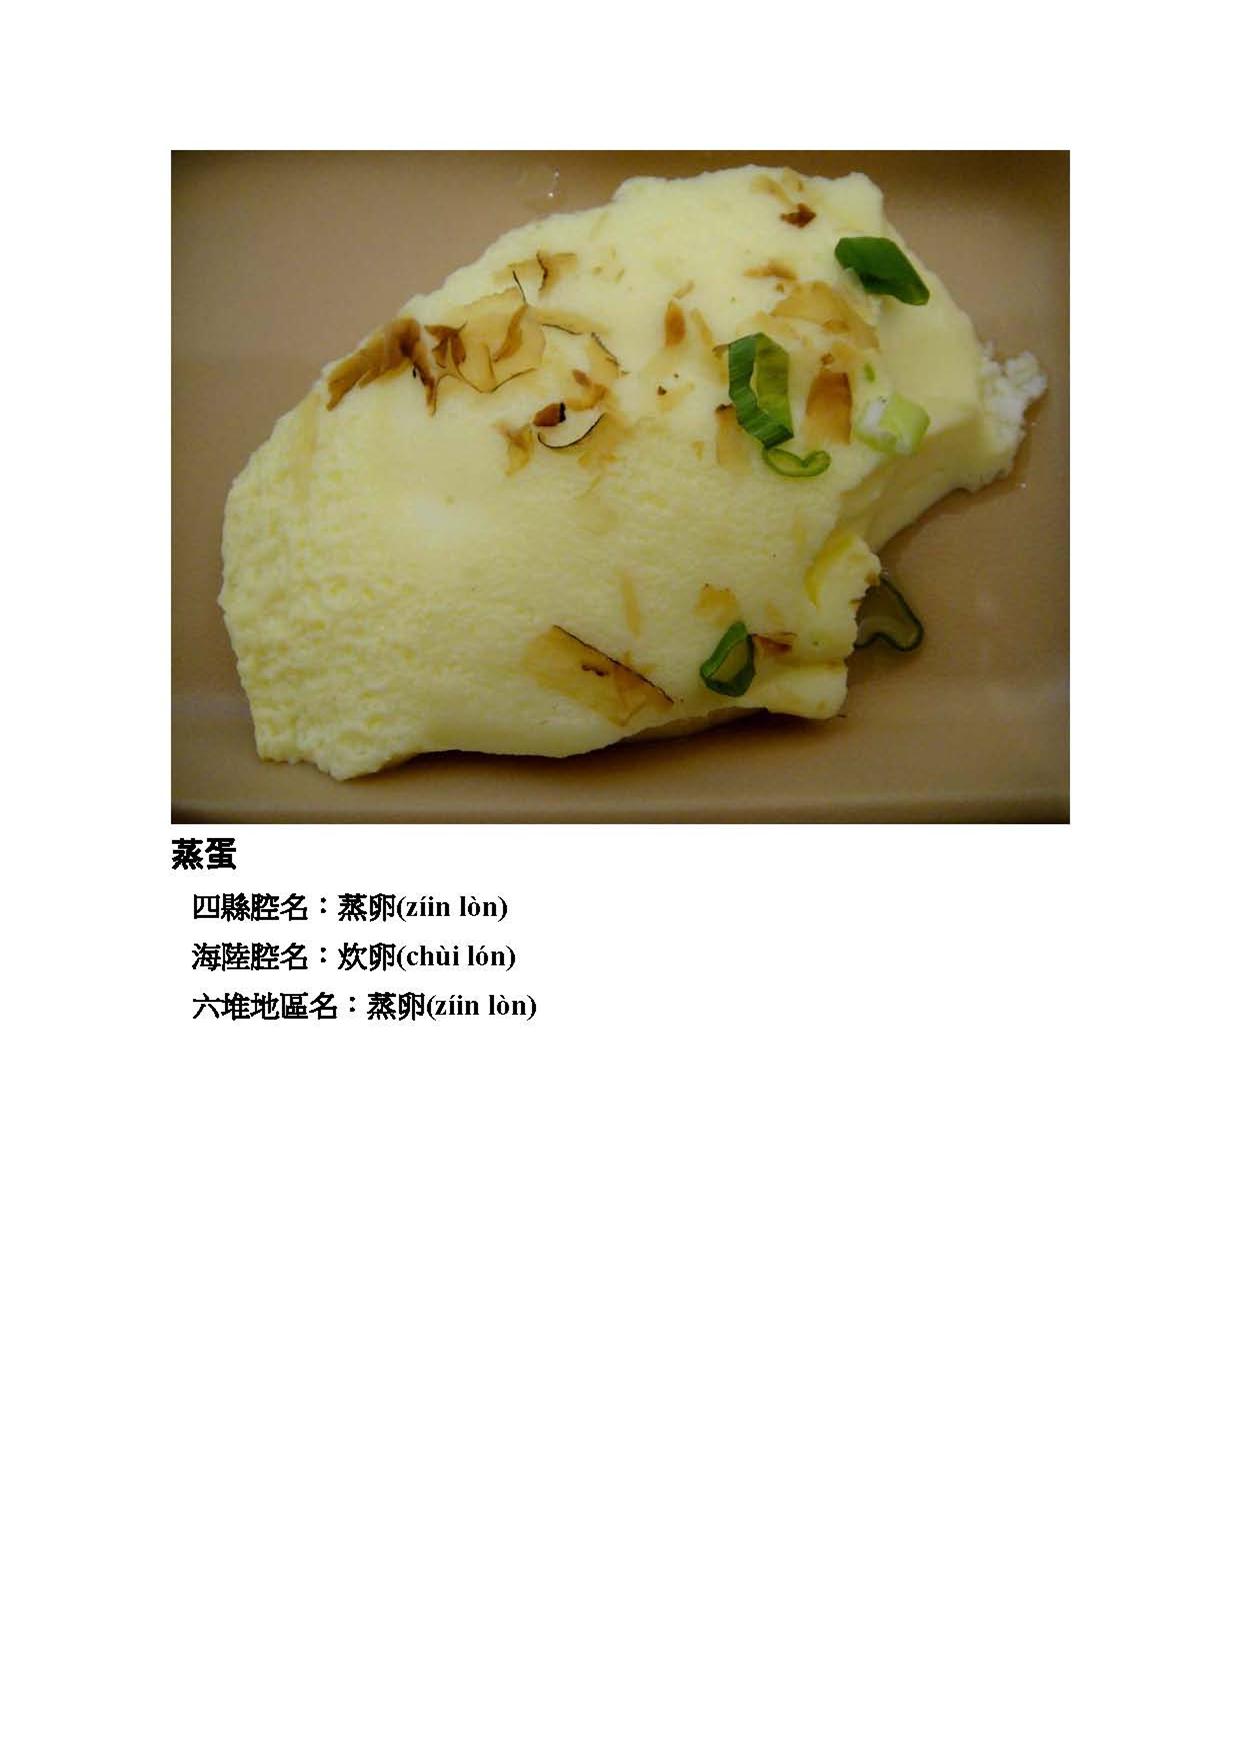 蒸蛋
四縣腔名：蒸卵(zíin lòn)
海陸腔名：炊卵(chùi lón)
六堆地區名：蒸卵(zíin lòn)